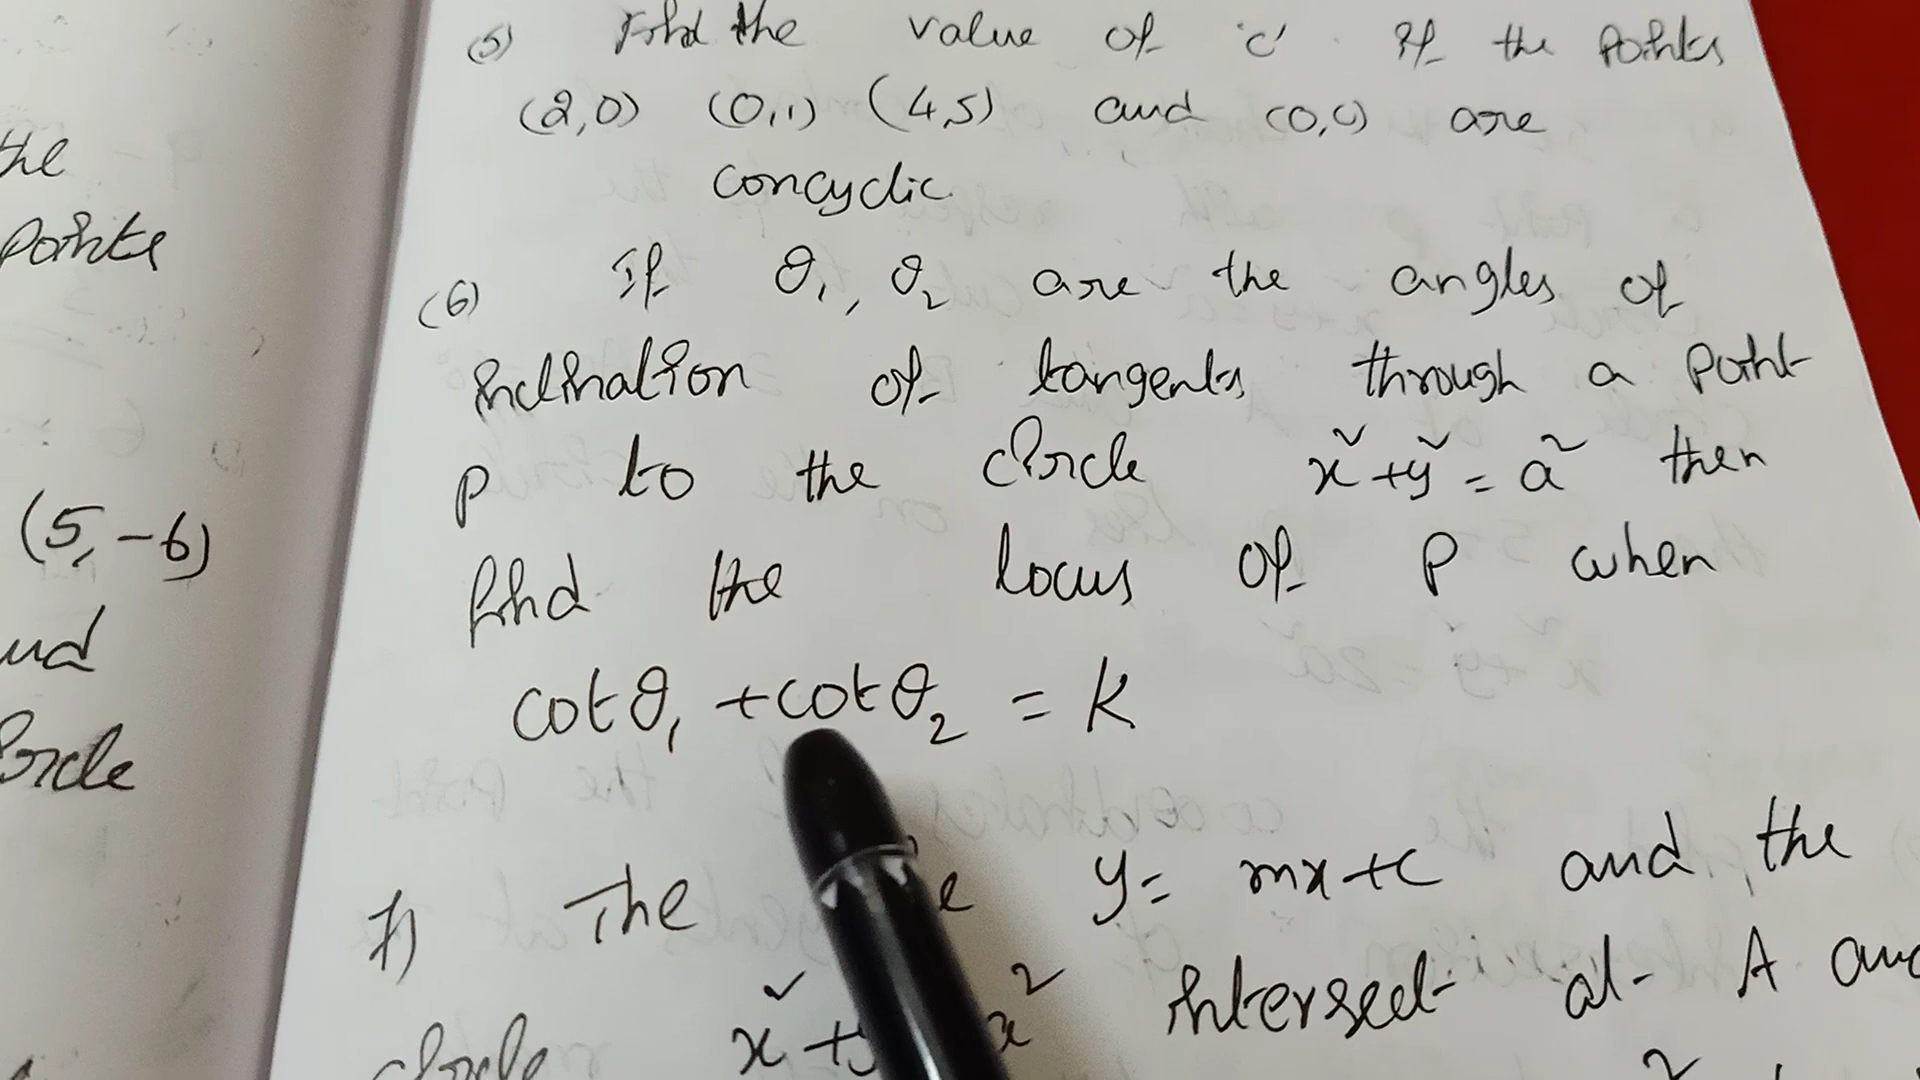 the
points
(5, -6)
and
circle
(5) Find the value of 'c' If the points
(2,0) (0,1) (4,5) and (0,c) are
concyclic
(6) If θ₁, θ₂ are the angles of
inclination of tangents through a point
P to the circle x²+y² = a² then
find the locus of P when
cotθ₁ + cotθ₂ = k
7) The y = mx+c and the
circle x²+ intersect at A and